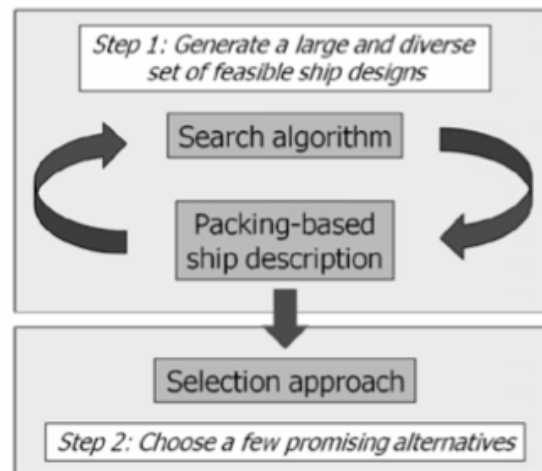 Step 1: Generate a large and diverse
set of feasible ship designs
Search algorithm
Packing-based
ship description
Selection approach
Step 2: Choose a few promising alternatives